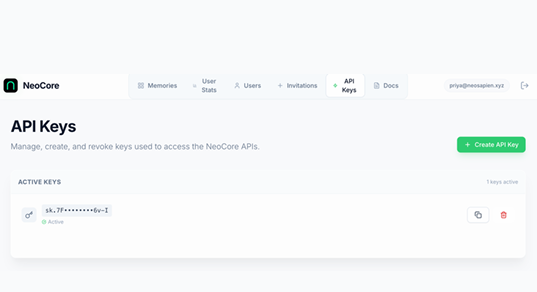 NeoCore
Memories
User
Stats
Users
Invitations
API
Keys
Docs
priya@neosapien.xyz
API Keys
Manage, create, and revoke keys used to access the NeoCore APIs.
Create API Key
ACTIVE KEYS
1 keys active
sk.7F••••••••6v-I
Active